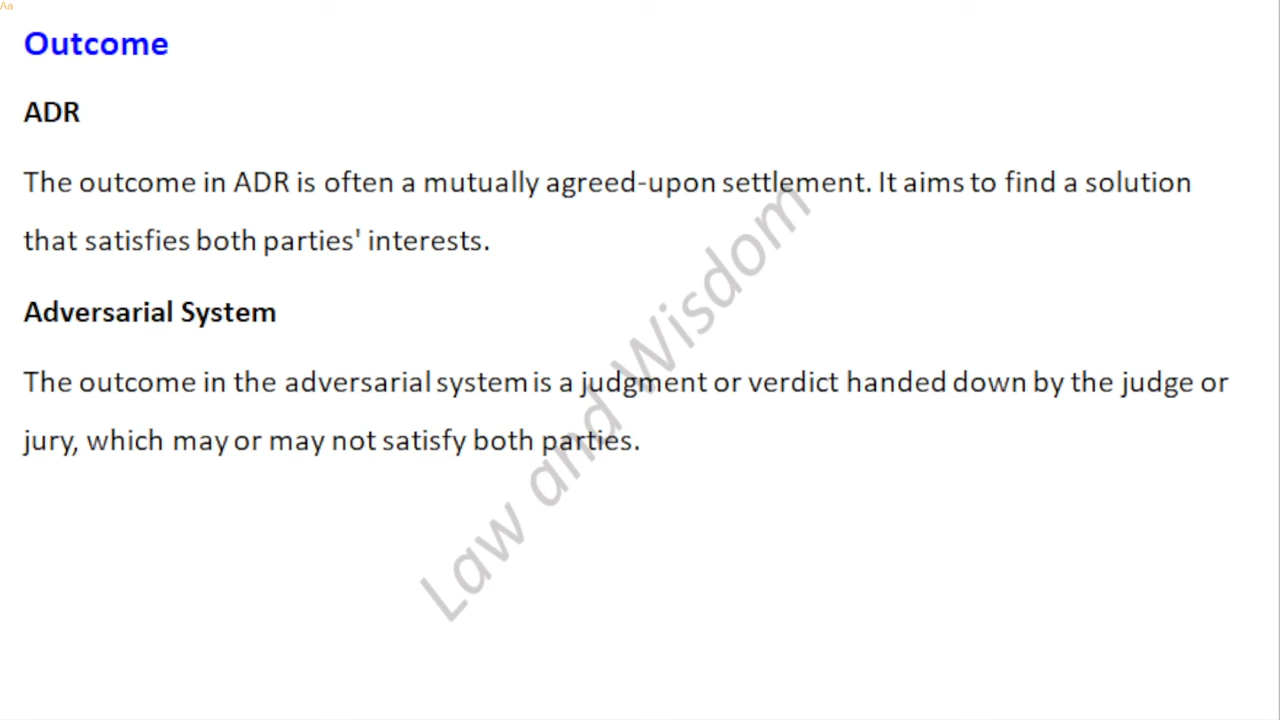 Aa
Outcome
ADR
The outcome in ADR is often a mutually agreed-upon settlement. It aims to find a solution
that satisfies both parties' interests.
Adversarial System
The outcome in the adversarial system is a judgment or verdict handed down by the judge or
jury, which may or may not satisfy both parties.
Law and Wisdom